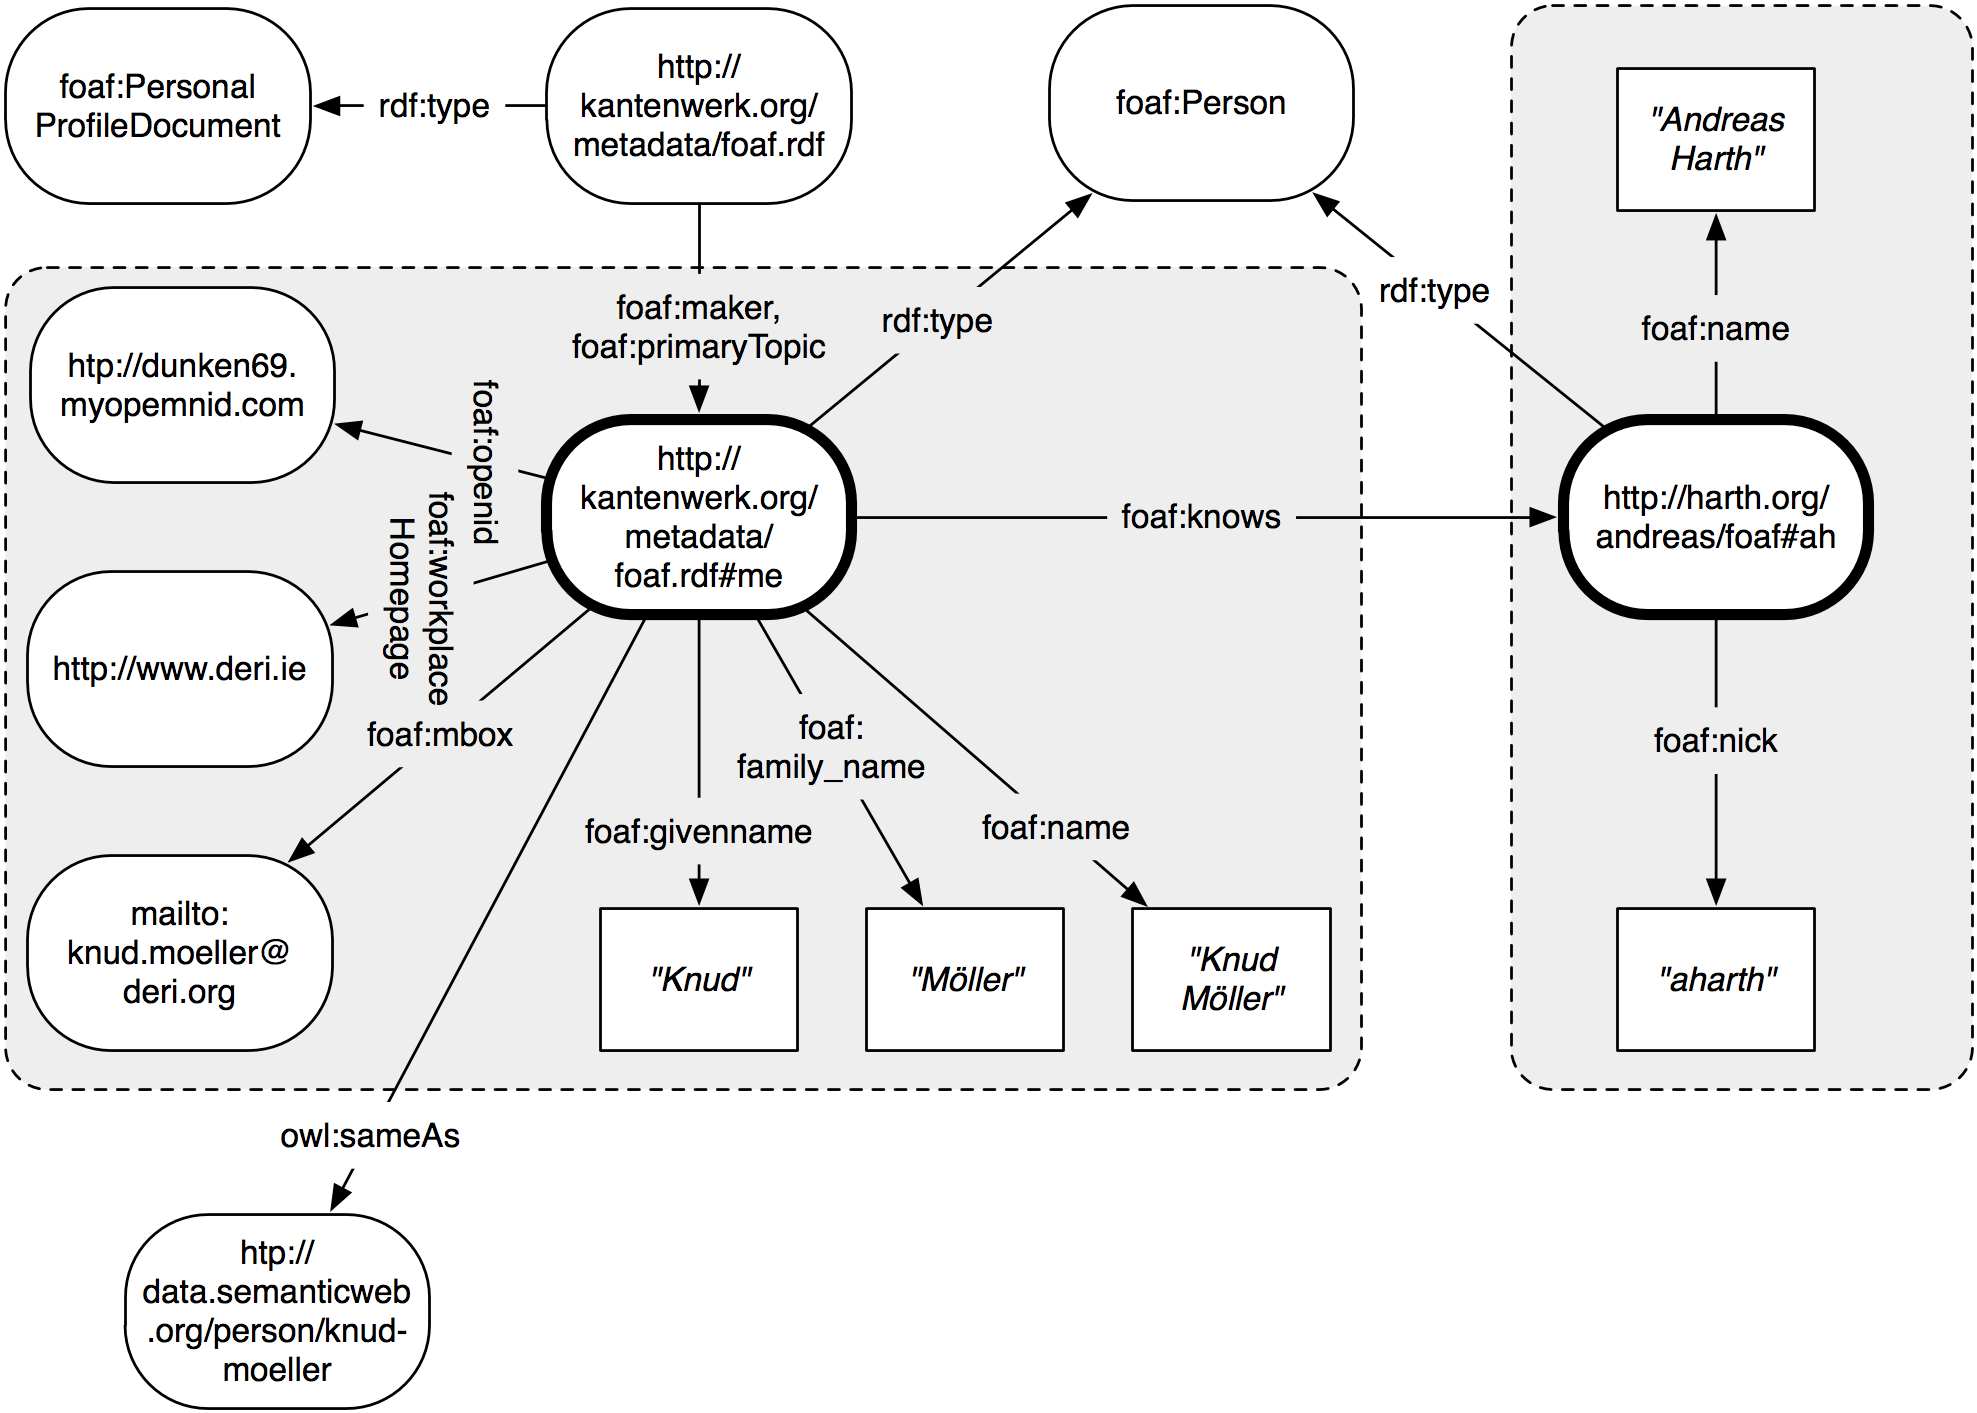 foaf:Personal
ProfileDocument
rdf:type
http://
kantenwerk.org/
metadata/foaf.rdf
foaf:Person
"Andreas
Harth"
rdf:type
foaf:name
foaf:maker,
foaf:primaryTopic
rdf:type
htp://dunken69.
myopemnid.com
foaf:openid
http://
kantenwerk.org/
metadata/
foaf.rdf#me
foaf:knows
http://harth.org/
andreas/foaf#ah
foaf:workplace
Homepage
http://www.deri.ie
foaf:mbox
foaf:
family_name
foaf:nick
foaf:givenname
foaf:name
mailto:
knud.moeller@
deri.org
"Knud"
"Möller"
"Knud
Möller"
"aharth"
owl:sameAs
htp://
data.semanticweb
.org/person/knud-
moeller